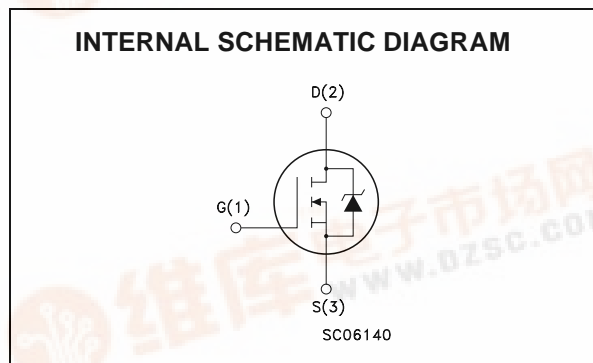 INTERNAL SCHEMATIC DIAGRAM
D(2)
G(1)
S(3)
SC06140
维库电子市场网
WWW.DZSC.COM